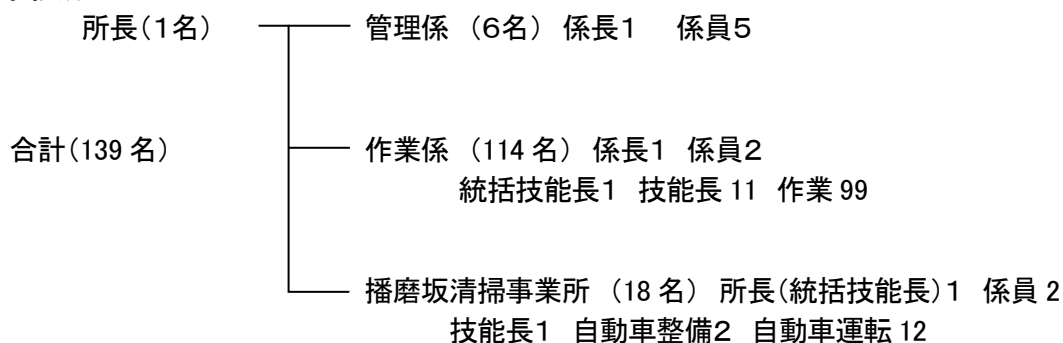 所長(1名) 管理係 (6名) 係長1 係員5
合計(139名) 作業係 (114名) 係長1 係員2
統括技能長1 技能長11 作業99
播磨坂清掃事業所 (18名) 所長(統括技能長)1 係員2
技能長1 自動車整備2 自動車運転12